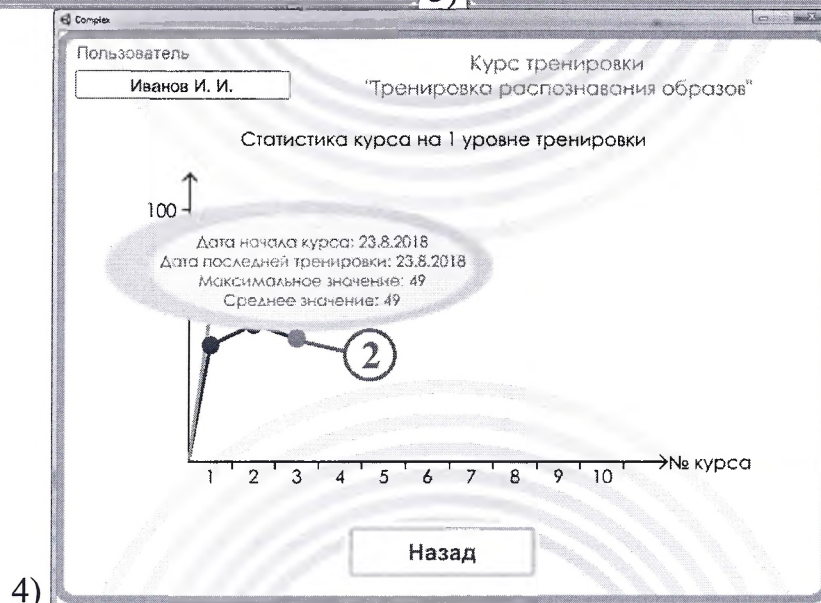 3)
Complex
Пользователь
Иванов И. И.
Курс тренировки
"Тренировка распознавания образов"
Статистика курса на 1 уровне тренировки
100
Дата начала курса: 23.8.2018
Дата последней тренировки: 23.8.2018
Максимальное значение: 49
Среднее значение: 49
2
1 2 3 4 5 6 7 8 9 10
№ курса
Назад
4)